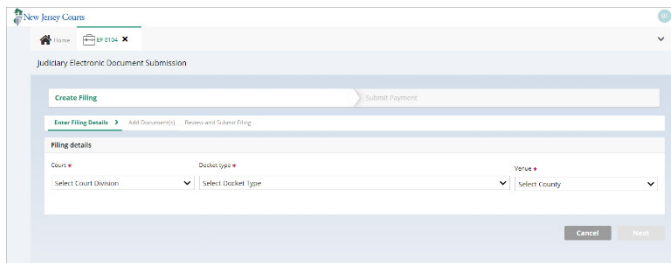 New Jersey Courts
Home EF-2104
Judiciary Electronic Document Submission
Create Filing Submit Payment
Enter Filing Details Add Document(s) Review and Submit Filing
Filing details
Court * Docket type * Venue *
Select Court Division Select Docket Type Select County
Cancel Next